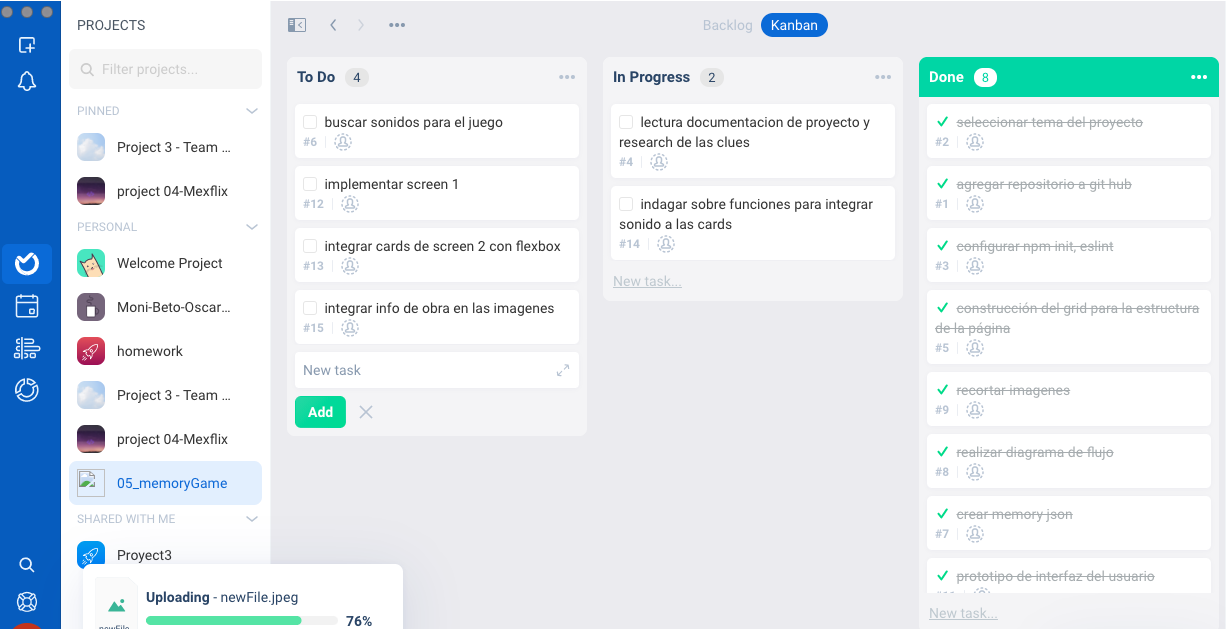 PROJECTS
Filter projects...
PINNED
Project 3 - Team ...
project 04-Mexflix
PERSONAL
Welcome Project
Moni-Beto-Oscar...
homework
Project 3 - Team ...
project 04-Mexflix
05_memoryGame
SHARED WITH ME
Proyect3
Uploading - newFile.jpeg
76%
newFile
Backlog Kanban
To Do 4
buscar sonidos para el juego
#6
implementar screen 1
#12
integrar cards de screen 2 con flexbox
#13
integrar info de obra en las imagenes
#15
New task
Add
In Progress 2
lectura documentacion de proyecto y
research de las clues
#4
indagar sobre funciones para integrar
sonido a las cards
#14
New task...
Done 8
seleccionar tema del proyecto
#2
agregar repositorio a git hub
#1
configurar npm init, eslint
#3
construcción del grid para la estructura
de la página
#5
recortar imagenes
#9
realizar diagrama de flujo
#8
crear memory json
#7
prototipo de interfaz del usuario
New task...